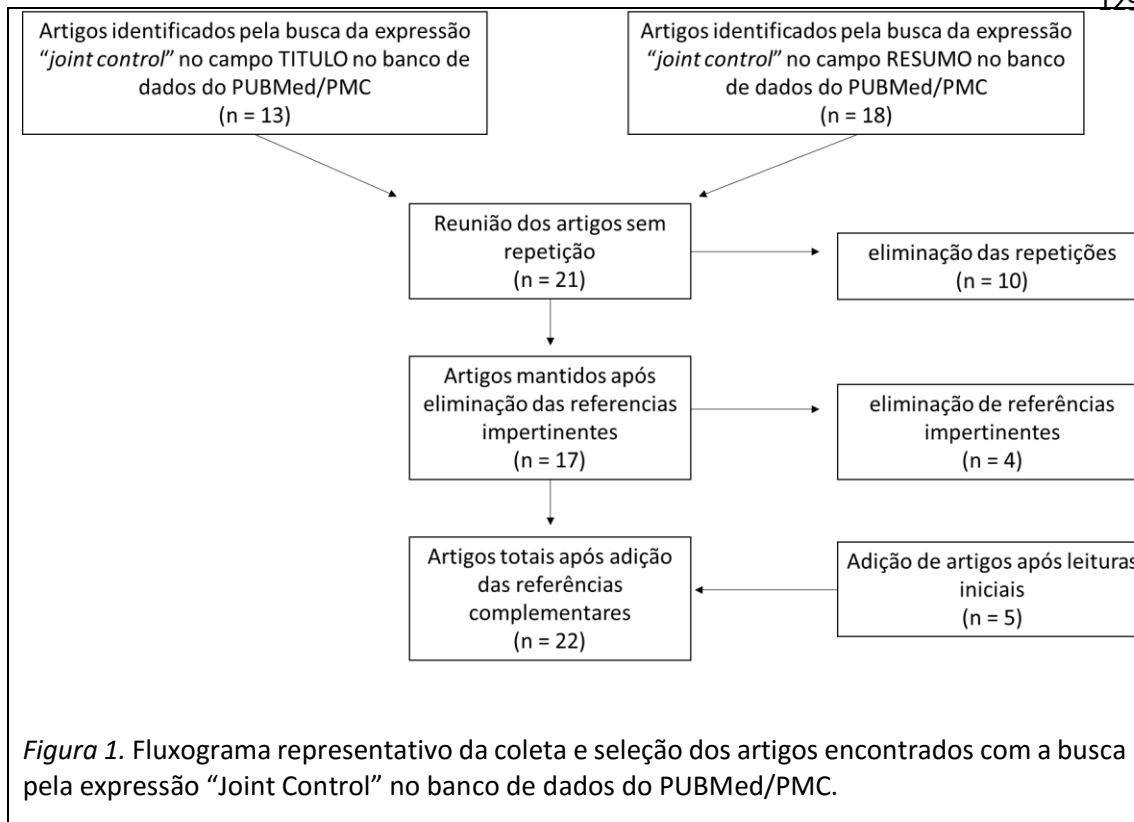 129
Artigos identificados pela busca da expressão
“joint control” no campo TITULO no banco de
dados do PUBMed/PMC
(n = 13)
Artigos identificados pela busca da expressão
“joint control” no campo RESUMO no banco
de dados do PUBMed/PMC
(n = 18)
Reunião dos artigos sem
repetição
(n = 21)
eliminação das repetições
(n = 10)
Artigos mantidos após
eliminação das referencias
impertinentes
(n = 17)
eliminação de referências
impertinentes
(n = 4)
Artigos totais após adição
das referências
complementares
(n = 22)
Adição de artigos após leituras
iniciais
(n = 5)
Figura 1. Fluxograma representativo da coleta e seleção dos artigos encontrados com a busca
pela expressão “Joint Control” no banco de dados do PUBMed/PMC.